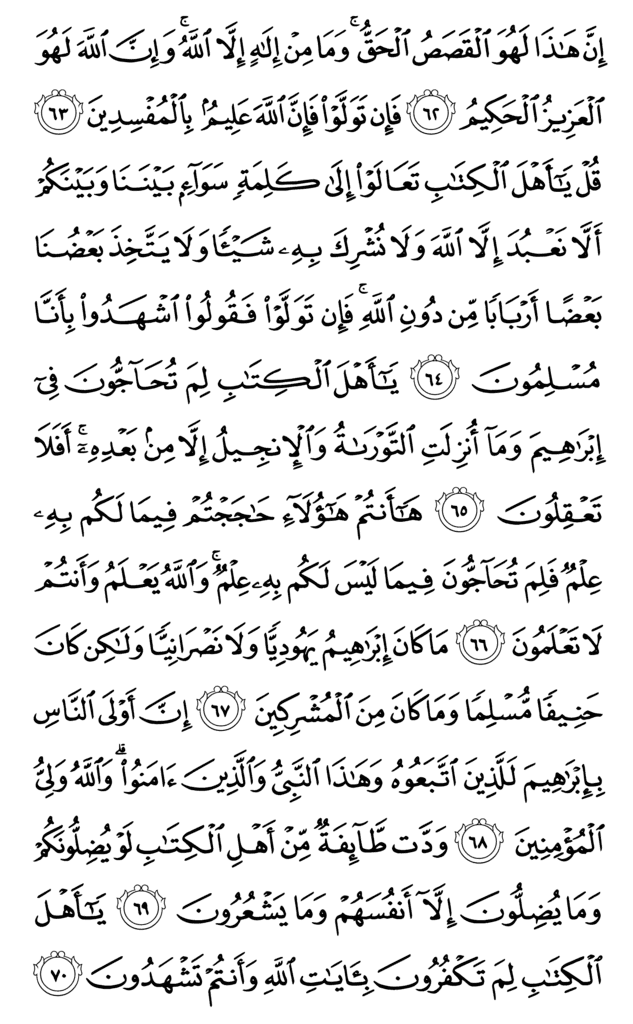 إِنَّ هَٰذَا لَهُوَ ٱلْقَصَصُ ٱلْحَقُّ ۚ وَمَا مِنْ إِلَٰهٍ إِلَّا ٱللَّهُ ۚ وَإِنَّ ٱللَّهَ لَهُوَ
ٱلْعَزِيزُ ٱلْحَكِيمُ ٦٢ فَإِن تَوَلَّوْا۟ فَإِنَّ ٱللَّهَ عَلِيمٌۢ بِٱلْمُفْسِدِينَ ٦٣
قُلْ يَٰٓأَهْلَ ٱلْكِتَٰبِ تَعَالَوْا۟ إِلَىٰ كَلِمَةٍ سَوَآءٍۭ بَيْنَنَا وَبَيْنَكُمْ
أَلَّا نَعْبُدَ إِلَّا ٱللَّهَ وَلَا نُشْرِكَ بِهِۦ شَيْـًٔا وَلَا يَتَّخِذَ بَعْضُنَا
بَعْضًا أَرْبَابًا مِّن دُونِ ٱللَّهِ ۚ فَإِن تَوَلَّوْا۟ فَقُولُوا۟ ٱشْهَدُوا۟ بِأَنَّا
مُسْلِمُونَ ٦٤ يَٰٓأَهْلَ ٱلْكِتَٰبِ لِمَ تُحَآجُّونَ فِىٓ
إِبْرَٰهِيمَ وَمَآ أُنزِلَتِ ٱلتَّوْرَىٰةُ وَٱلْإِنجِيلُ إِلَّا مِنۢ بَعْدِهِۦٓ ۚ أَفَلَا
تَعْقِلُونَ ٦٥ هَٰٓأَنتُمْ هَٰٓؤُلَآءِ حَٰجَجْتُمْ فِيمَا لَكُم بِهِۦ
عِلْمٌ فَلِمَ تُحَآجُّونَ فِيمَا لَيْسَ لَكُم بِهِۦ عِلْمٌ ۚ وَٱللَّهُ يَعْلَمُ وَأَنتُمْ
لَا تَعْلَمُونَ ٦٦ مَا كَانَ إِبْرَٰهِيمُ يَهُودِيًّا وَلَا نَصْرَانِيًّا وَلَٰكِن كَانَ
حَنِيفًا مُّسْلِمًا وَمَا كَانَ مِنَ ٱلْمُشْرِكِينَ ٦٧ إِنَّ أَوْلَى ٱلنَّاسِ
بِإِبْرَٰهِيمَ لَلَّذِينَ ٱتَّبَعُوهُ وَهَٰذَا ٱلنَّبِىُّ وَٱلَّذِينَ ءَامَنُوا۟ ۗ وَٱللَّهُ وَلِىُّ
ٱلْمُؤْمِنِينَ ٦٨ وَدَّت طَّآئِفَةٌ مِّنْ أَهْلِ ٱلْكِتَٰبِ لَوْ يُضِلُّونَكُمْ
وَمَا يُضِلُّونَ إِلَّآ أَنفُسَهُمْ وَمَا يَشْعُرُونَ ٦٩ يَٰٓأَهْلَ
ٱلْكِتَٰبِ لِمَ تَكْفُرُونَ بِـَٔايَٰتِ ٱللَّهِ وَأَنتُمْ تَشْهَدُونَ ٧٠